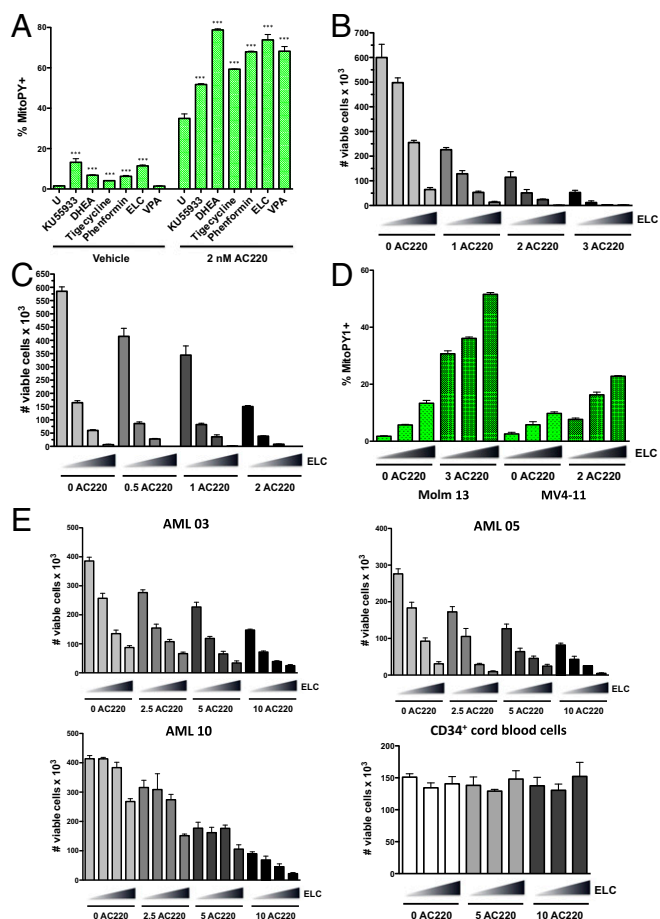 A
% MitoPY+
80
60
40
20
0
*** *** *** *** ***
*** *** *** *** *** ***
U KU55933 DHEA Tigecycline Phenformin ELC VPA
U KU55933 DHEA Tigecycline Phenformin ELC VPA
Vehicle 2 nM AC220
B
# viable cells x 10³
700
600
500
400
300
200
100
0
ELC
0 AC220 1 AC220 2 AC220 3 AC220
C
# viable cells x 10³
650
600
550
500
450
400
350
300
250
200
150
100
50
0
ELC
0 AC220 0.5 AC220 1 AC220 2 AC220
D
% MitoPY1+
60
40
20
0
ELC
0 AC220 3 AC220 0 AC220 2 AC220
Molm 13 MV4-11
E
AML 03
# viable cells x 10³
500
400
300
200
100
0
ELC
0 AC220 2.5 AC220 5 AC220 10 AC220
AML 05
# viable cells x 10³
500
400
300
200
100
0
ELC
0 AC220 2.5 AC220 5 AC220 10 AC220
AML 10
# viable cells x 10³
500
400
300
200
100
0
ELC
0 AC220 2.5 AC220 5 AC220 10 AC220
CD34⁺ cord blood cells
# viable cells x 10³
200
150
100
50
0
ELC
0 AC220 5 AC220 10 AC220